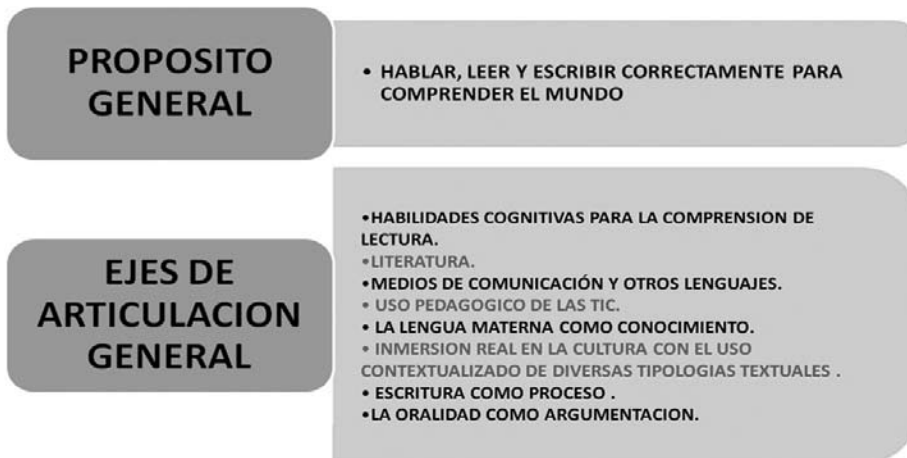 PROPOSITO
GENERAL
• HABLAR, LEER Y ESCRIBIR CORRECTAMENTE PARA
COMPRENDER EL MUNDO
EJES DE
ARTICULACION
GENERAL
•HABILIDADES COGNITIVAS PARA LA COMPRENSION DE
LECTURA.
•LITERATURA.
•MEDIOS DE COMUNICACIÓN Y OTROS LENGUAJES.
• USO PEDAGOGICO DE LAS TIC.
• LA LENGUA MATERNA COMO CONOCIMIENTO.
• INMERSION REAL EN LA CULTURA CON EL USO
CONTEXTUALIZADO DE DIVERSAS TIPOLOGIAS TEXTUALES .
• ESCRITURA COMO PROCESO .
•LA ORALIDAD COMO ARGUMENTACION.